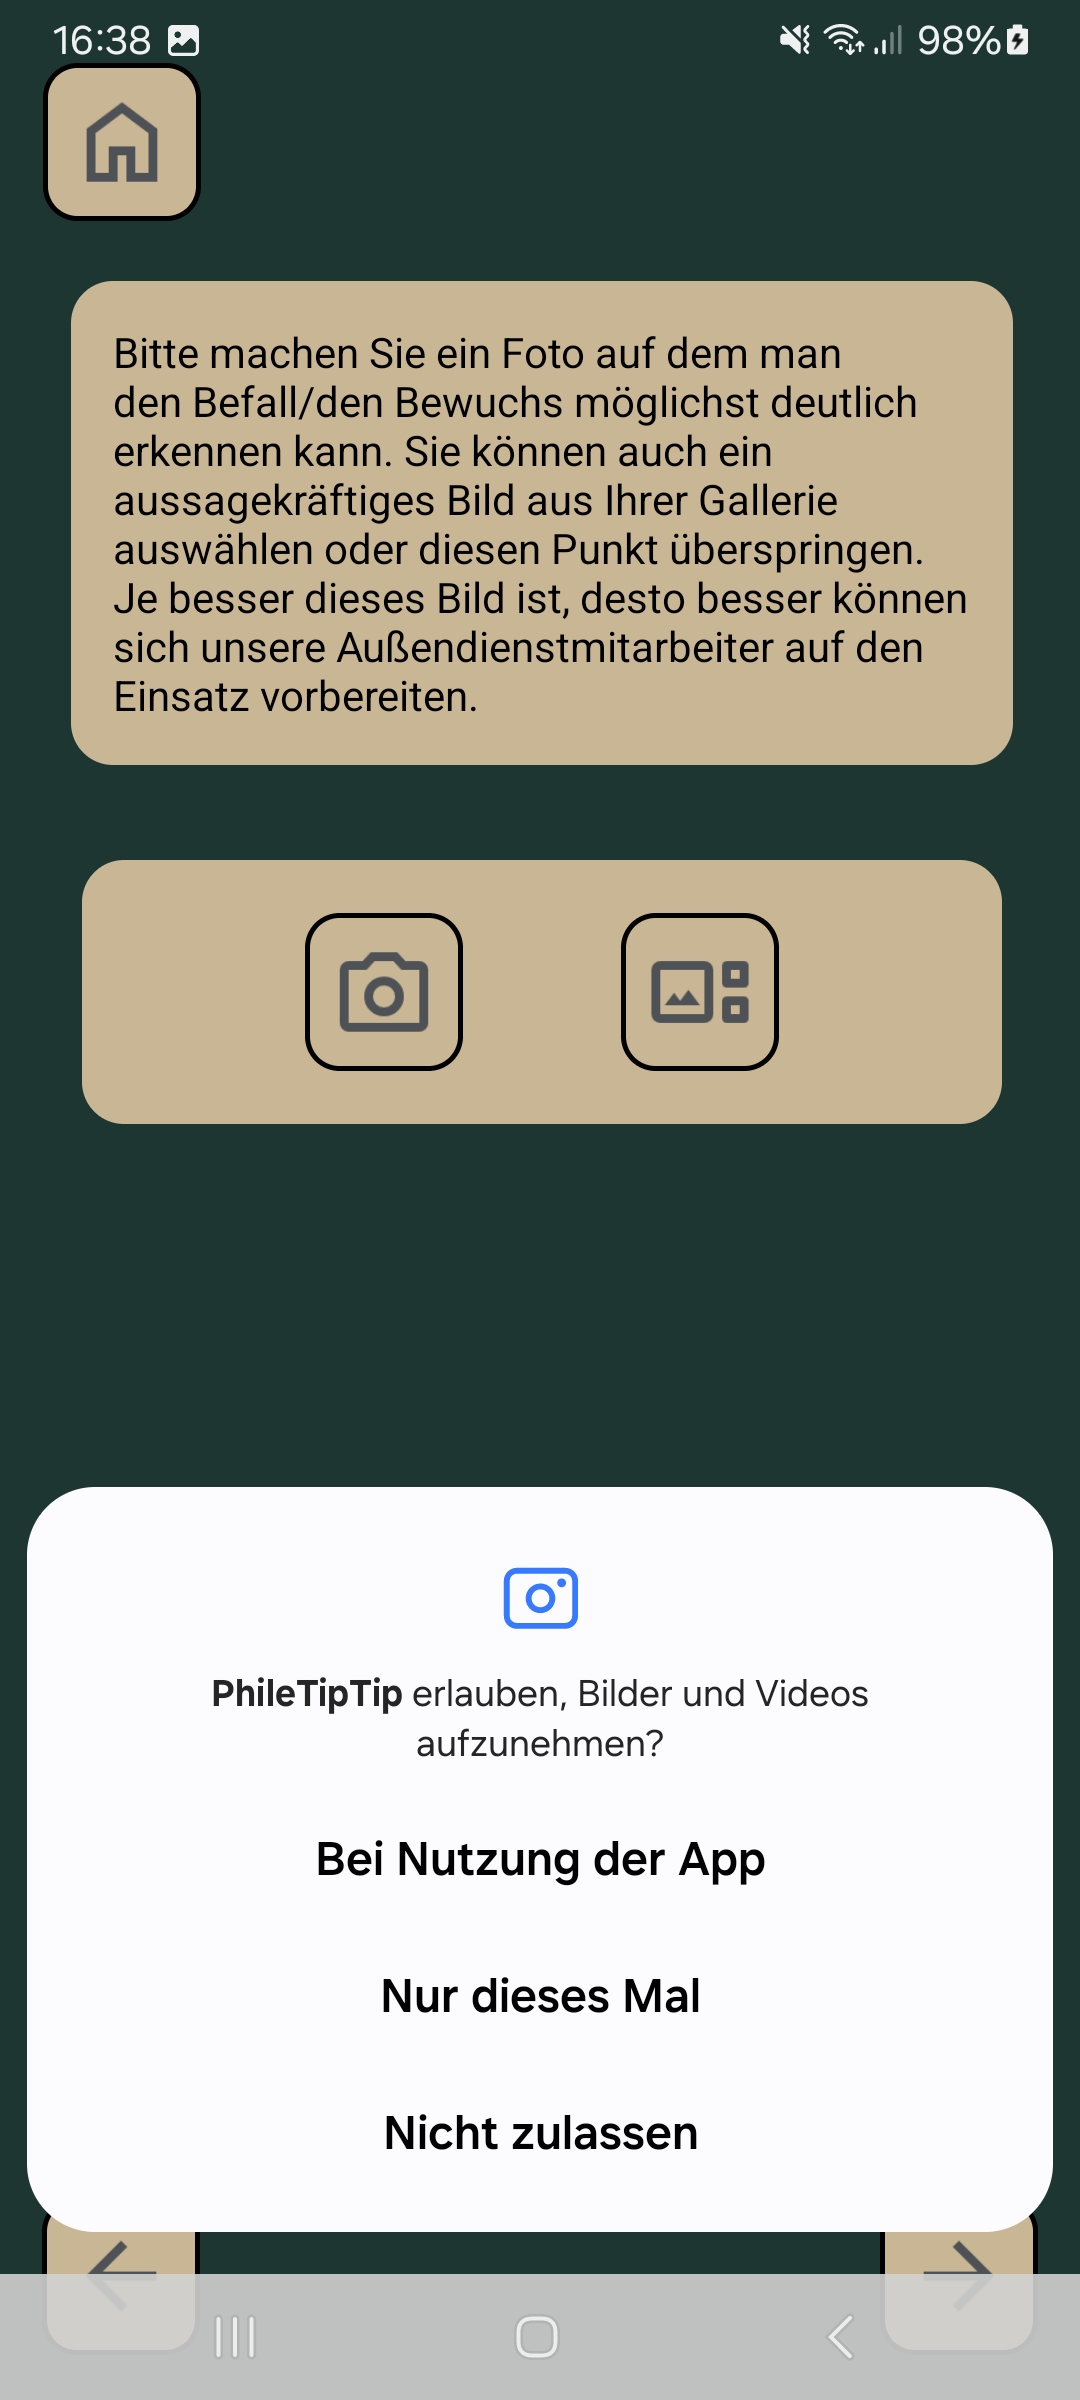 16:38
98%
Bitte machen Sie ein Foto auf dem man
den Befall/den Bewuchs möglichst deutlich
erkennen kann. Sie können auch ein
aussagekräftiges Bild aus Ihrer Gallerie
auswählen oder diesen Punkt überspringen.
Je besser dieses Bild ist, desto besser können
sich unsere Außendienstmitarbeiter auf den
Einsatz vorbereiten.
PhileTipTip erlauben, Bilder und Videos
aufzunehmen?
Bei Nutzung der App
Nur dieses Mal
Nicht zulassen